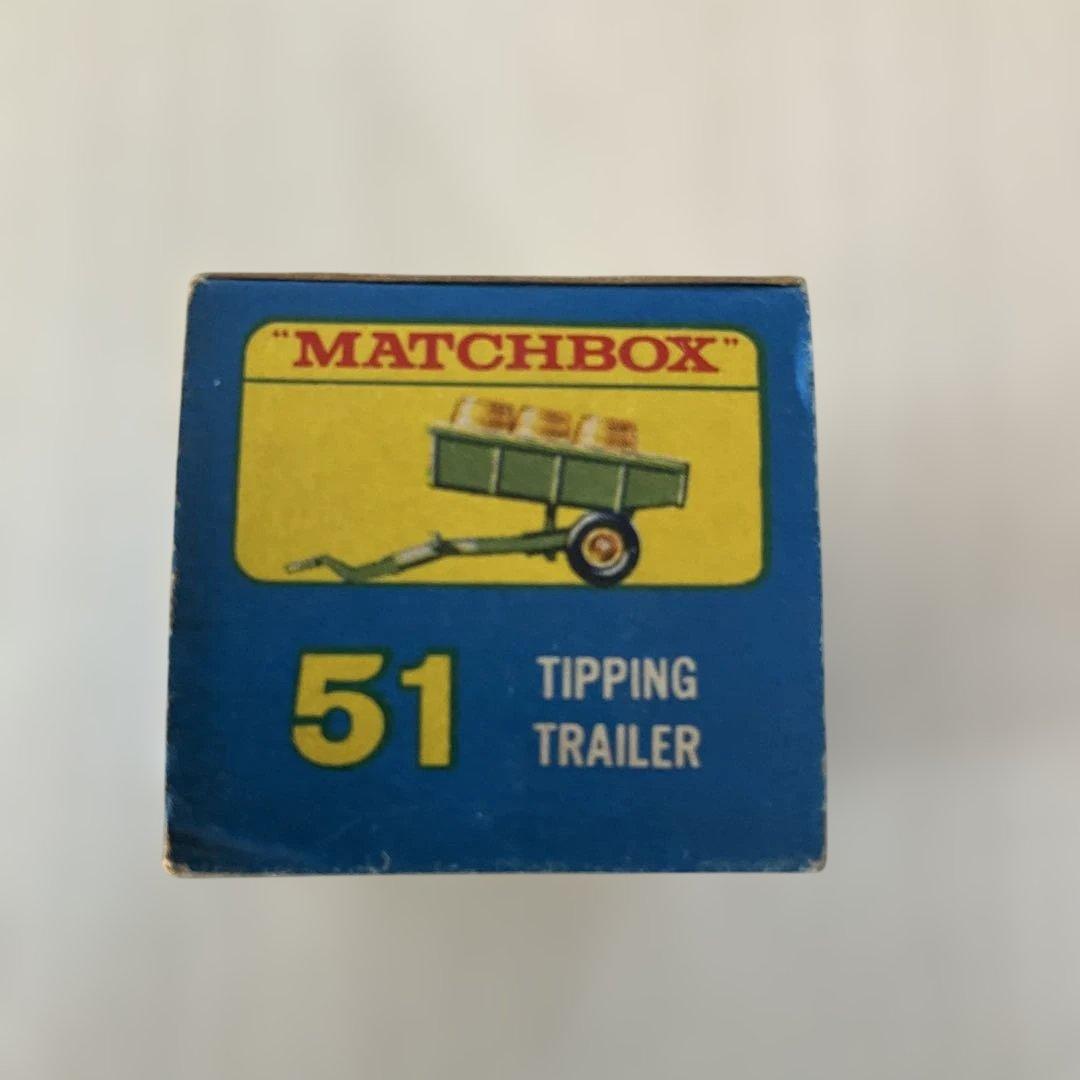 "MATCHBOX"
51
TIPPING
TRAILER